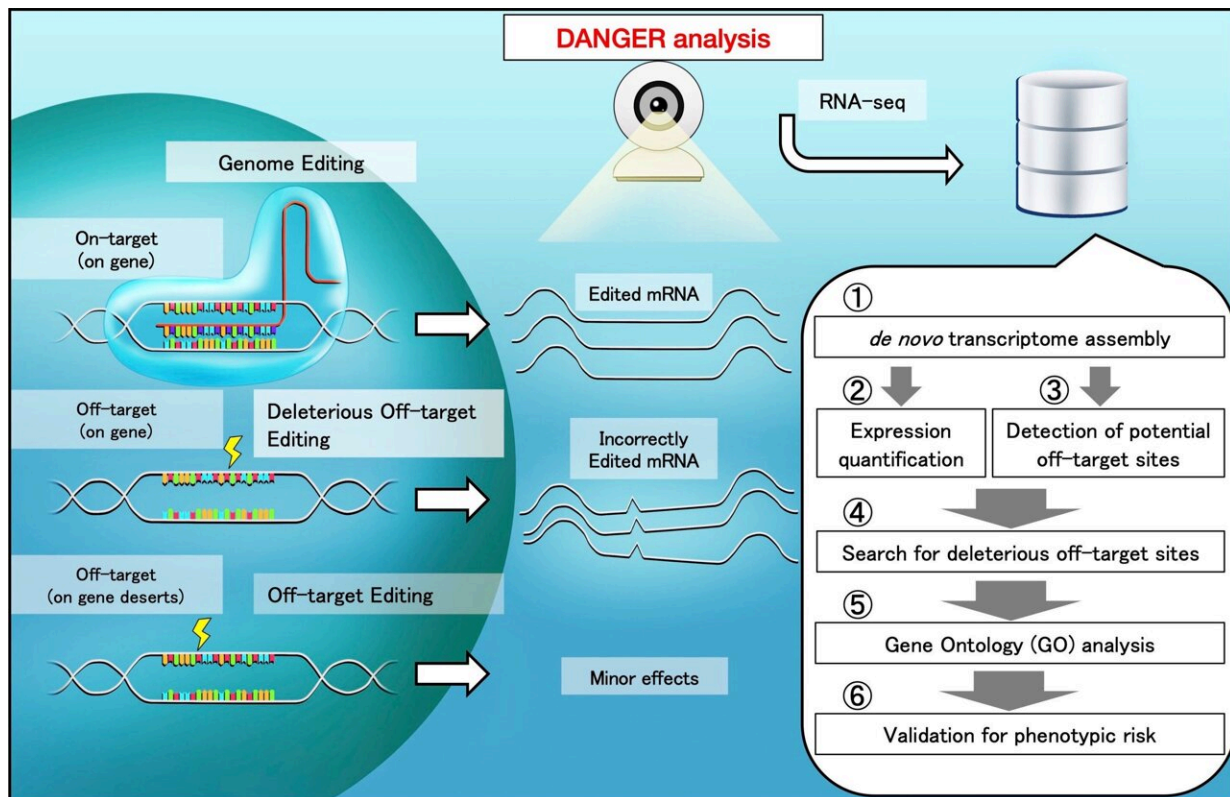 DANGER analysis
RNA-seq
Genome Editing
On-target
(on gene)
Edited mRNA
Off-target
(on gene)
Deleterious Off-target
Editing
Incorrectly
Edited mRNA
Off-target
(on gene deserts)
Off-target Editing
Minor effects
①
de novo transcriptome assembly
②
Expression
quantification
③
Detection of potential
off-target sites
④
Search for deleterious off-target sites
⑤
Gene Ontology (GO) analysis
⑥
Validation for phenotypic risk